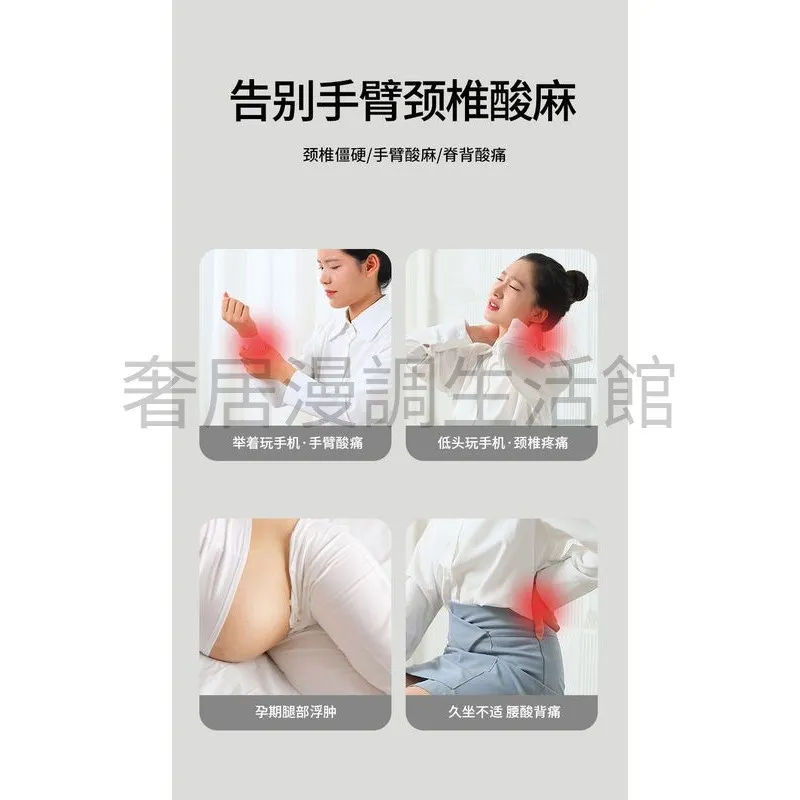 告别手臂颈椎酸麻
颈椎僵硬/手臂酸麻/脊背酸痛
奢居漫調生活館
举着玩手机·手臂酸痛
低头玩手机·颈椎疼痛
孕期腿部浮肿
久坐不适 腰酸背痛